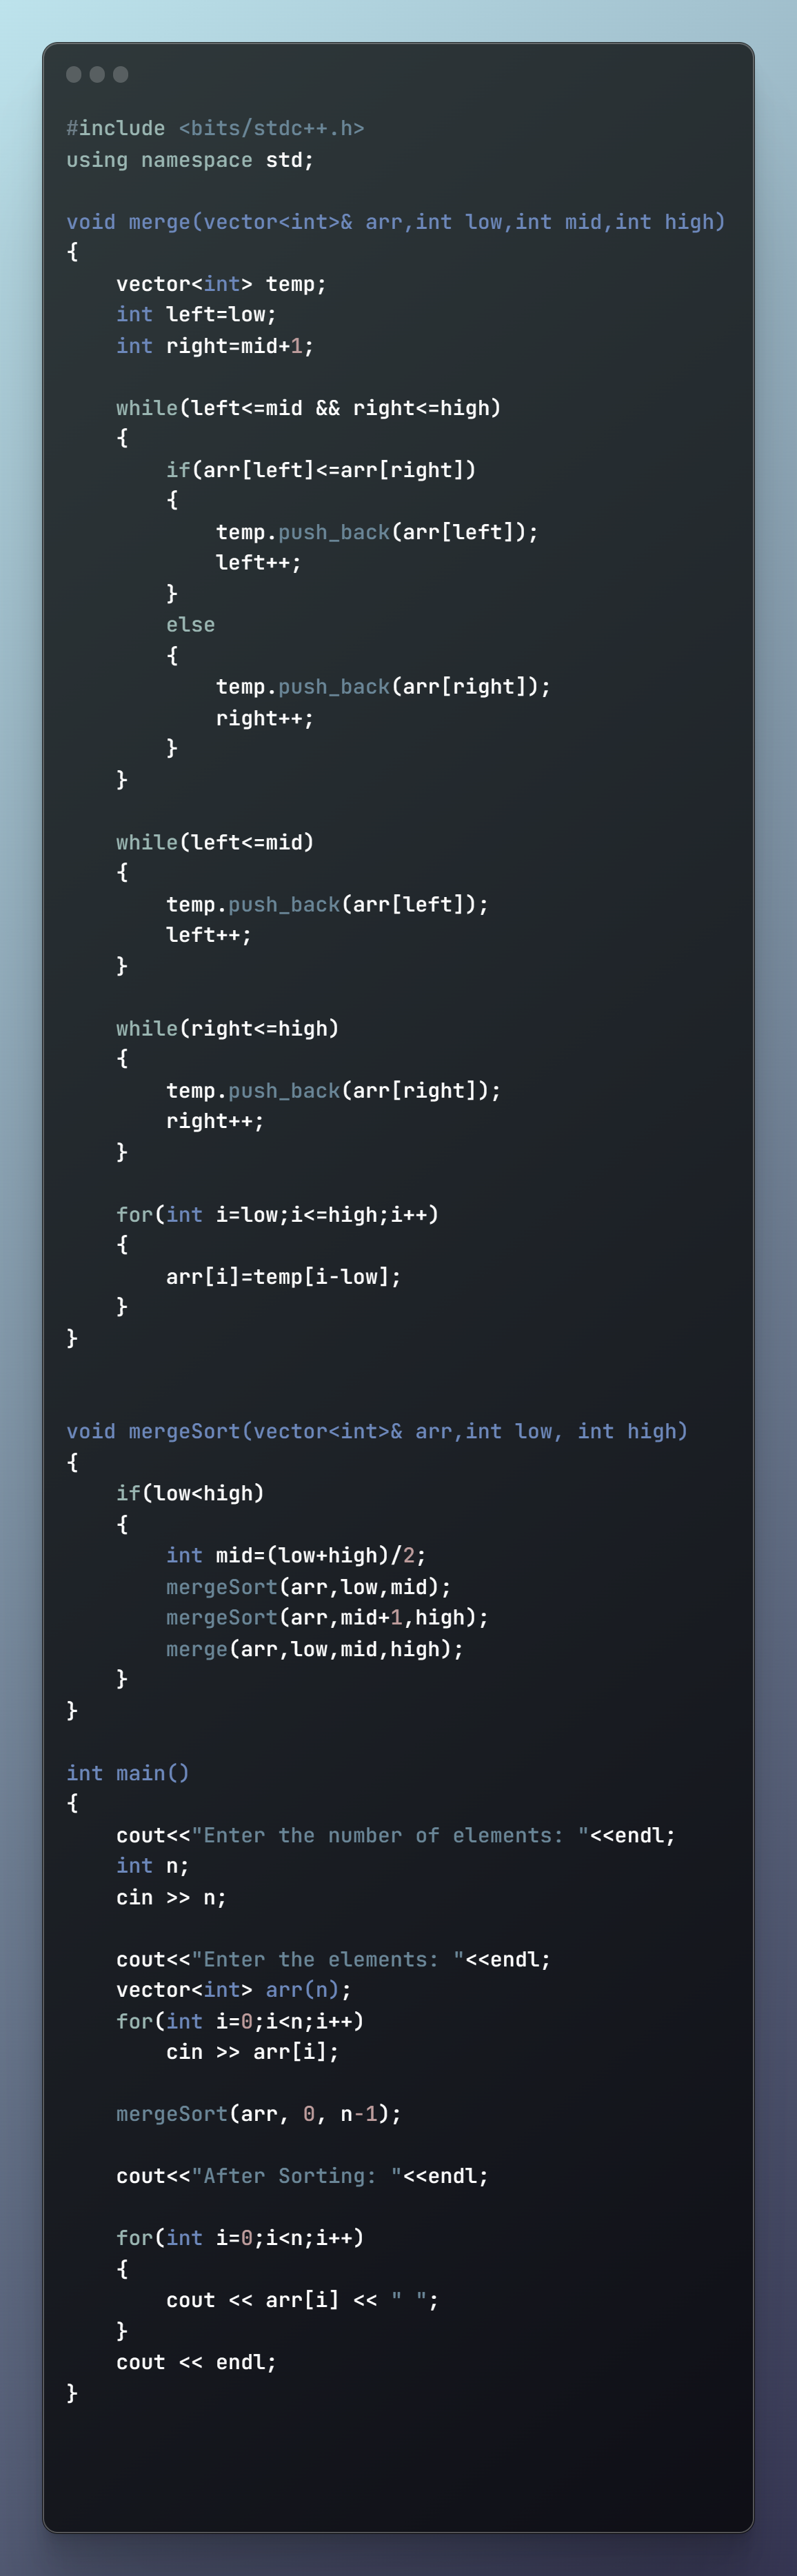 #include <bits/stdc++.h>
using namespace std;

void merge(vector<int>& arr,int low,int mid,int high)
{
    vector<int> temp;
    int left=low;
    int right=mid+1;

    while(left<=mid && right<=high)
    {
        if(arr[left]<=arr[right])
        {
            temp.push_back(arr[left]);
            left++;
        }
        else
        {
            temp.push_back(arr[right]);
            right++;
        }
    }

    while(left<=mid)
    {
        temp.push_back(arr[left]);
        left++;
    }

    while(right<=high)
    {
        temp.push_back(arr[right]);
        right++;
    }

    for(int i=low;i<=high;i++)
    {
        arr[i]=temp[i-low];
    }
}


void mergeSort(vector<int>& arr,int low, int high)
{
    if(low<high)
    {
        int mid=(low+high)/2;
        mergeSort(arr,low,mid);
        mergeSort(arr,mid+1,high);
        merge(arr,low,mid,high);
    }
}

int main()
{
    cout<<"Enter the number of elements: "<<endl;
    int n;
    cin >> n;

    cout<<"Enter the elements: "<<endl;
    vector<int> arr(n);
    for(int i=0;i<n;i++)
        cin >> arr[i];

    mergeSort(arr, 0, n-1);

    cout<<"After Sorting: "<<endl;

    for(int i=0;i<n;i++)
    {
        cout << arr[i] << " ";
    }
    cout << endl;
}